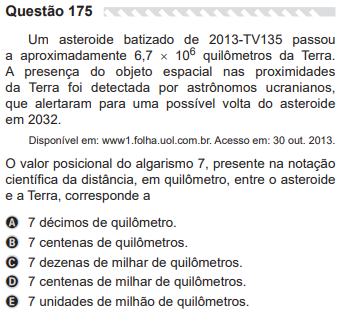 Questão 175
Um asteroide batizado de 2013-TV135 passou
a aproximadamente 6,7 × 10⁶ quilômetros da Terra.
A presença do objeto espacial nas proximidades
da Terra foi detectada por astrônomos ucranianos,
que alertaram para uma possível volta do asteroide
em 2032.
Disponível em: www1.folha.uol.com.br. Acesso em: 30 out. 2013.
O valor posicional do algarismo 7, presente na notação
científica da distância, em quilômetro, entre o asteroide
e a Terra, corresponde a
A 7 décimos de quilômetro.
B 7 centenas de quilômetros.
C 7 dezenas de milhar de quilômetros.
D 7 centenas de milhar de quilômetros.
E 7 unidades de milhão de quilômetros.